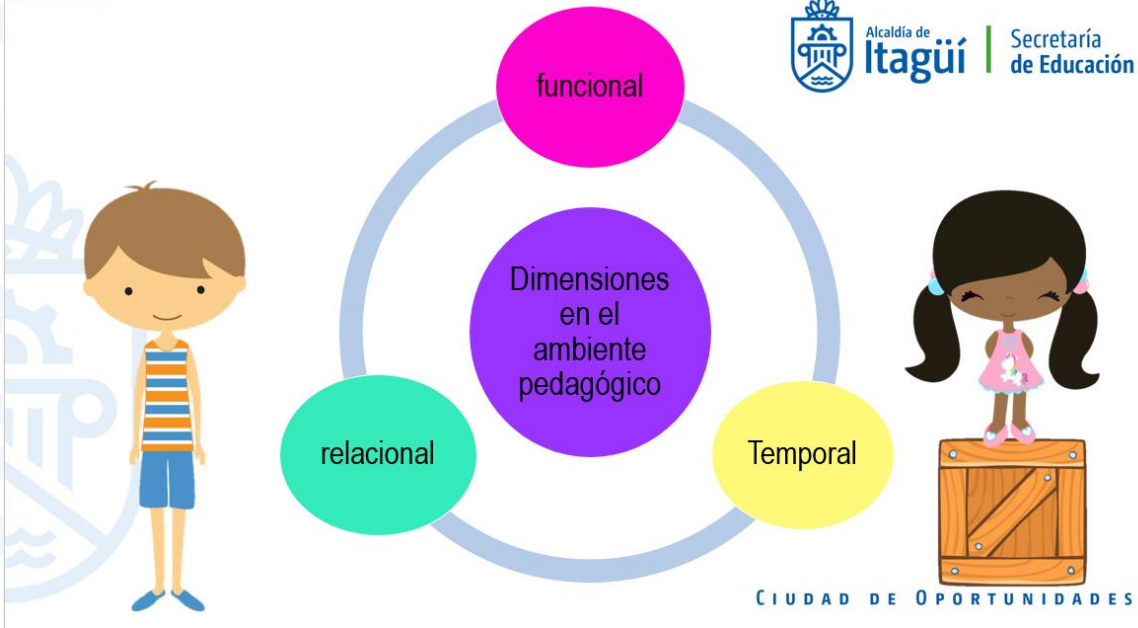 Alcaldía de
Itagüí
Secretaría
de Educación
funcional
Dimensiones
en el
ambiente
pedagógico
relacional
Temporal
CIUDAD DE OPORTUNIDADES